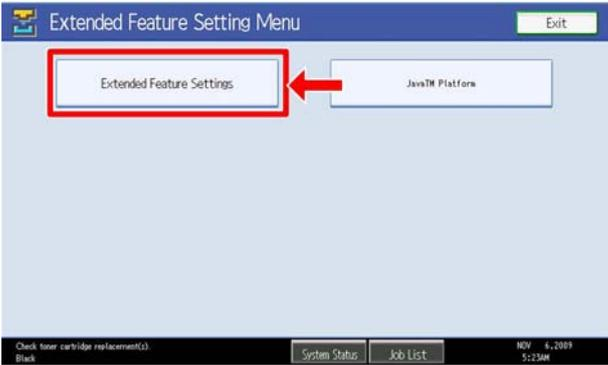 Extended Feature Setting Menu
Exit
Extended Feature Settings
JavaTM Platform
Check toner cartridge replacement(s).
Black
System Status
Job List
NOV 6,2009
5:23AM